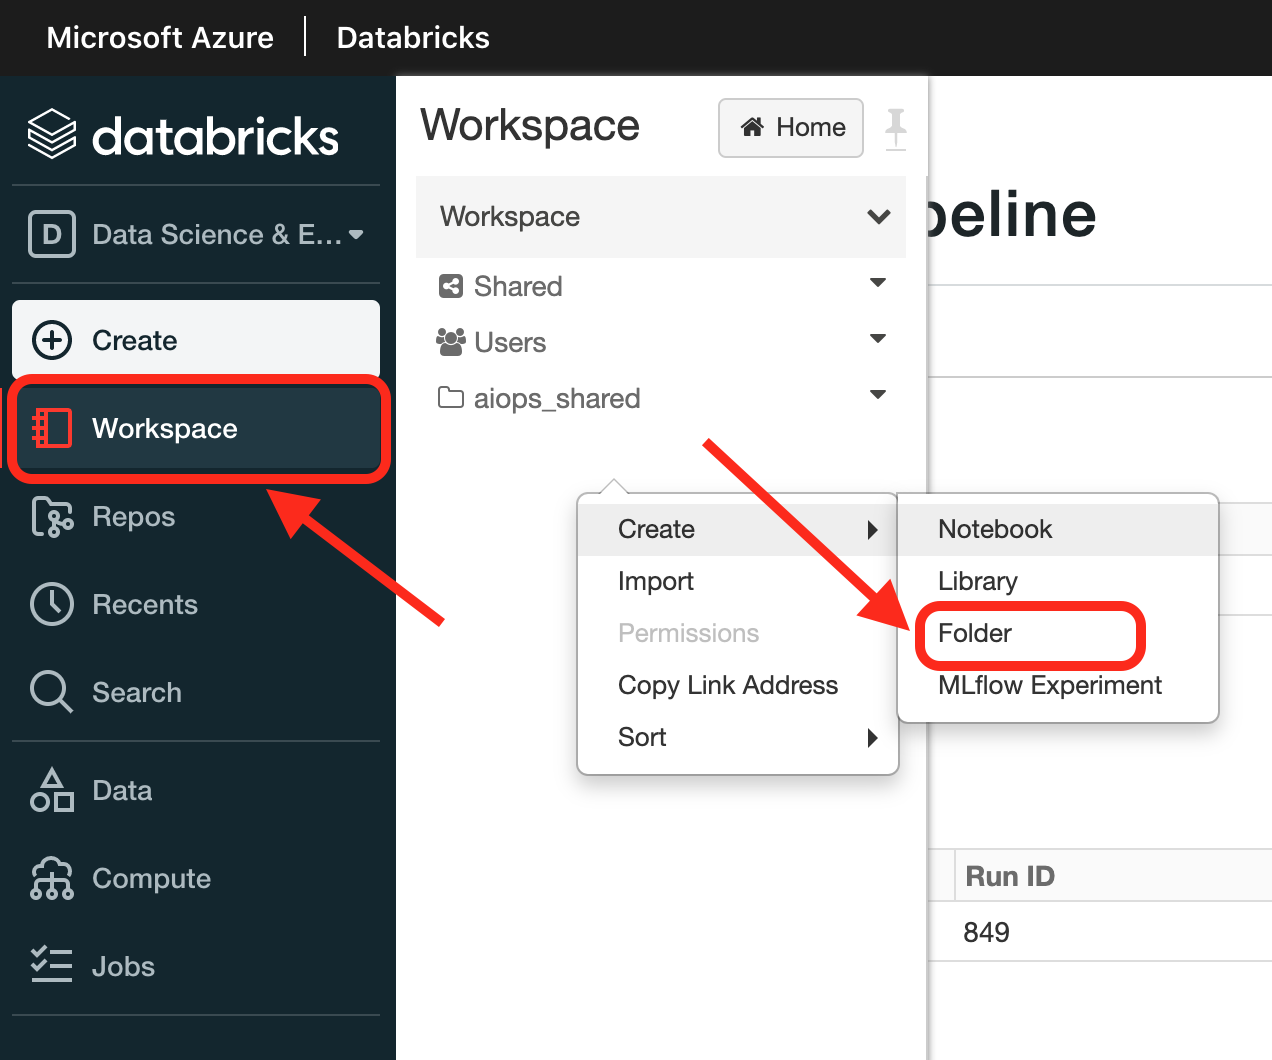 Microsoft Azure | Databricks
databricks
D Data Science & E...
Create
Workspace
Repos
Recents
Search
Data
Compute
Jobs
Workspace
Home
Workspace
Shared
Users
aiops_shared
Create
Import
Permissions
Copy Link Address
Sort
Notebook
Library
Folder
MLflow Experiment
peline
Run ID
849